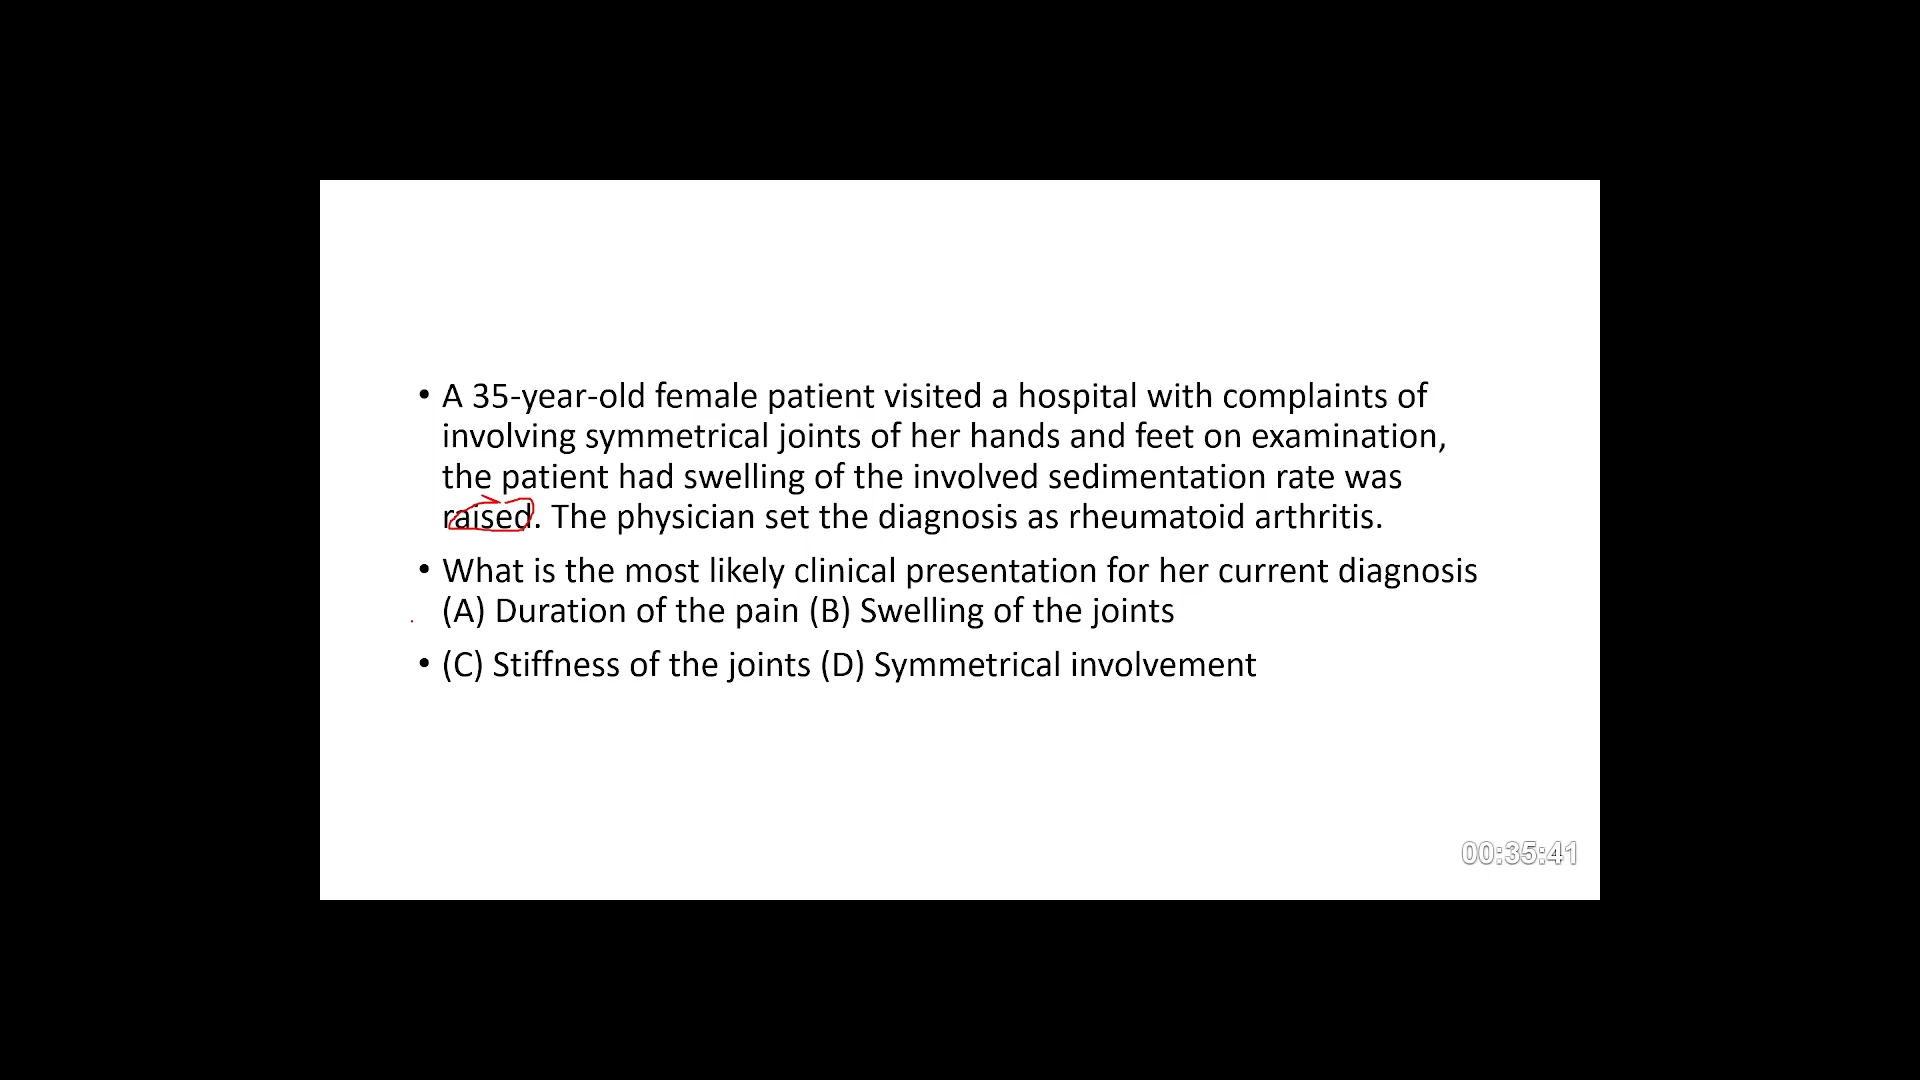 • A 35-year-old female patient visited a hospital with complaints of
involving symmetrical joints of her hands and feet on examination,
the patient had swelling of the involved sedimentation rate was
raised. The physician set the diagnosis as rheumatoid arthritis.
• What is the most likely clinical presentation for her current diagnosis
(A) Duration of the pain (B) Swelling of the joints
• (C) Stiffness of the joints (D) Symmetrical involvement
00:35:41